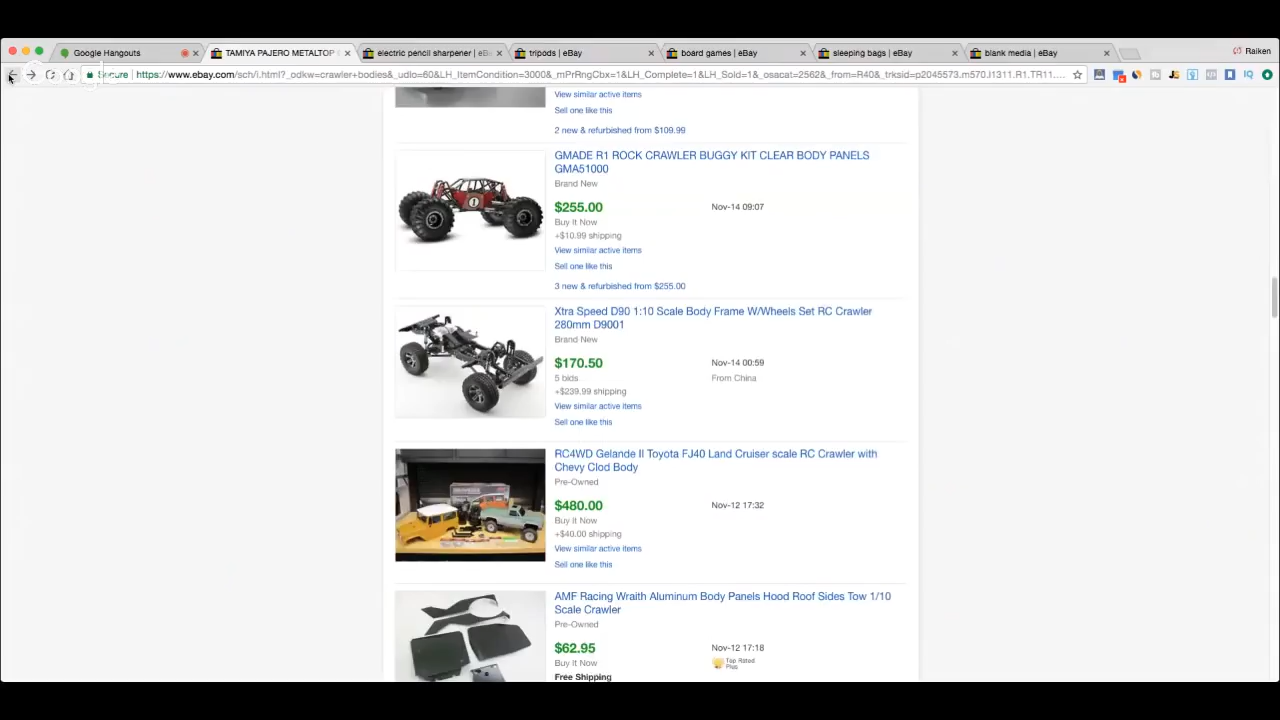 Google Hangouts
TAMIYA PAJERO METALTOP
electric pencil sharpener | eB
tripods | eBay
board games | eBay
sleeping bags | eBay
blank media | eBay
Raiken
Secure
https://www.ebay.com/sch/i.html?_odkw=crawler+bodies&_udlo=60&LH_ItemCondition=3000&_mPrRngCbx=1&LH_Complete=1&LH_Sold=1&_osacat=2562&_from=R40&_trksid=p2045573.m570.l1311.R1.TR11....
View similar active items
Sell one like this
2 new & refurbished from $109.99
GMADE R1 ROCK CRAWLER BUGGY KIT CLEAR BODY PANELS
GMA51000
Brand New
$255.00
Nov-14 09:07
Buy It Now
+$10.99 shipping
View similar active items
Sell one like this
3 new & refurbished from $255.00
Xtra Speed D90 1:10 Scale Body Frame W/Wheels Set RC Crawler
280mm D9001
Brand New
$170.50
Nov-14 00:59
5 bids
From China
+$239.99 shipping
View similar active items
Sell one like this
RC4WD Gelande II Toyota FJ40 Land Cruiser scale RC Crawler with
Chevy Clod Body
Pre-Owned
$480.00
Nov-12 17:32
Buy It Now
+$40.00 shipping
View similar active items
Sell one like this
AMF Racing Wraith Aluminum Body Panels Hood Roof Sides Tow 1/10
Scale Crawler
Pre-Owned
$62.95
Nov-12 17:18
Buy It Now
Top Rated
Plus
Free Shipping